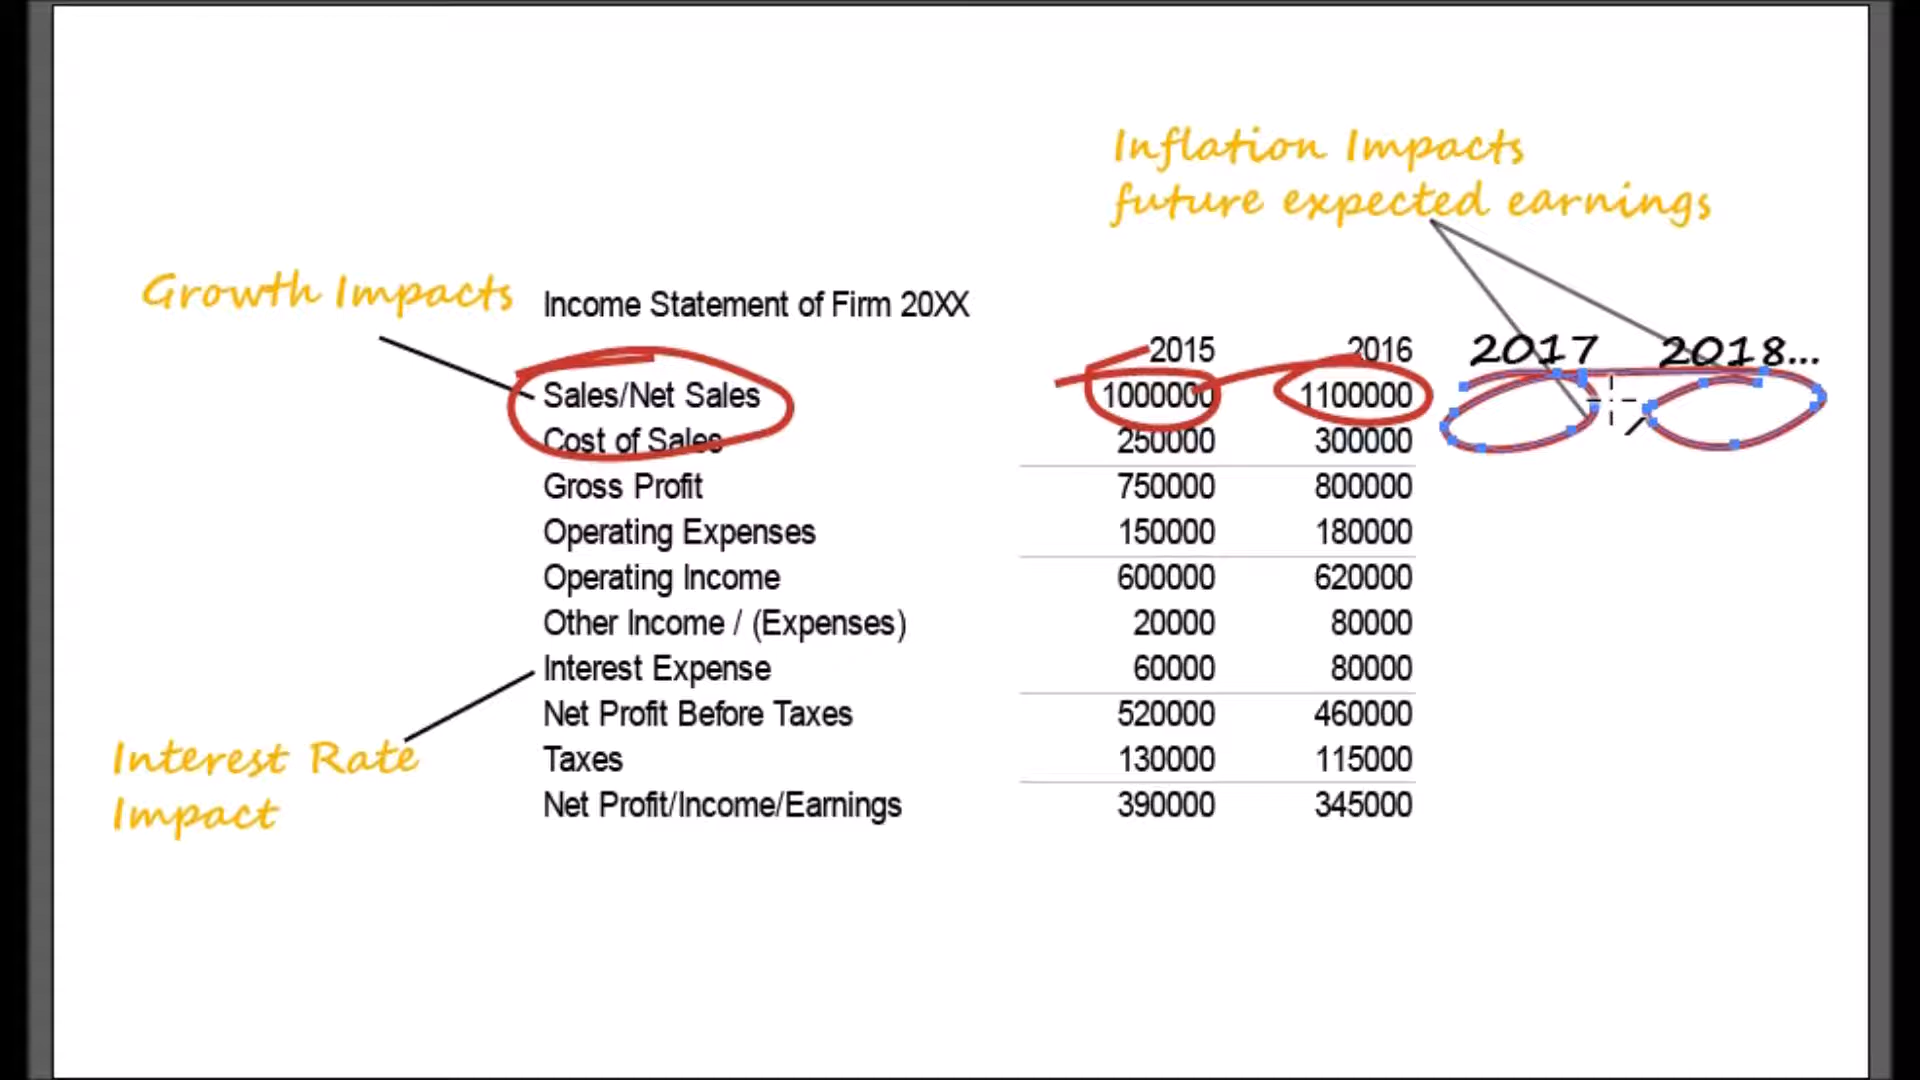 Inflation Impacts
future expected earnings
Growth Impacts
Income Statement of Firm 20XX
2015 2016 2017 2018...
Sales/Net Sales 1000000 1100000
Cost of Sales 250000 300000
Gross Profit 750000 800000
Operating Expenses 150000 180000
Operating Income 600000 620000
Other Income / (Expenses) 20000 80000
Interest Expense 60000 80000
Net Profit Before Taxes 520000 460000
Interest Rate
Impact
Taxes 130000 115000
Net Profit/Income/Earnings 390000 345000